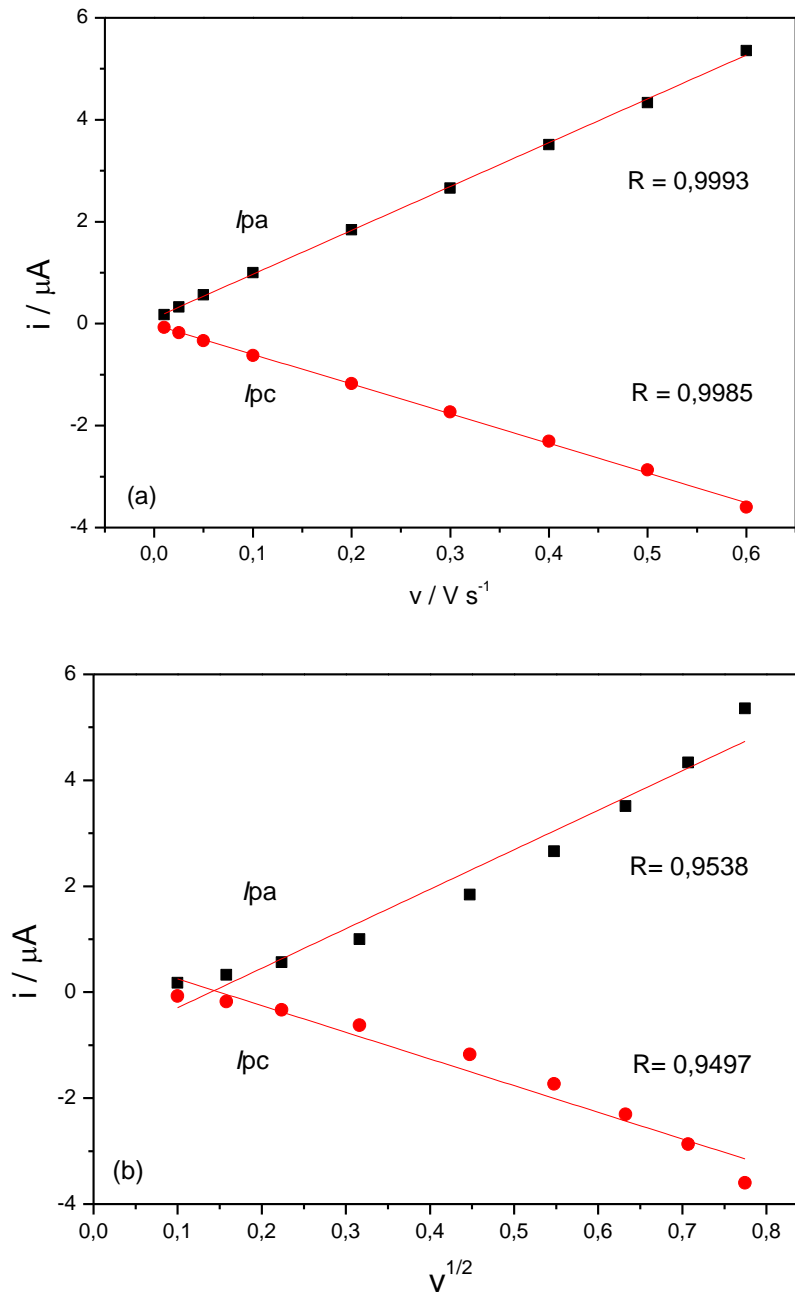 6
4
2
0
-2
-4
i / μA
Ipa
R = 0,9993
Ipc
R = 0,9985
(a)
0,0 0,1 0,2 0,3 0,4 0,5 0,6
v / V s⁻¹
6
4
2
0
-2
-4
i / μA
Ipa
R= 0,9538
Ipc
R= 0,9497
(b)
0,0 0,1 0,2 0,3 0,4 0,5 0,6 0,7 0,8
v¹/²